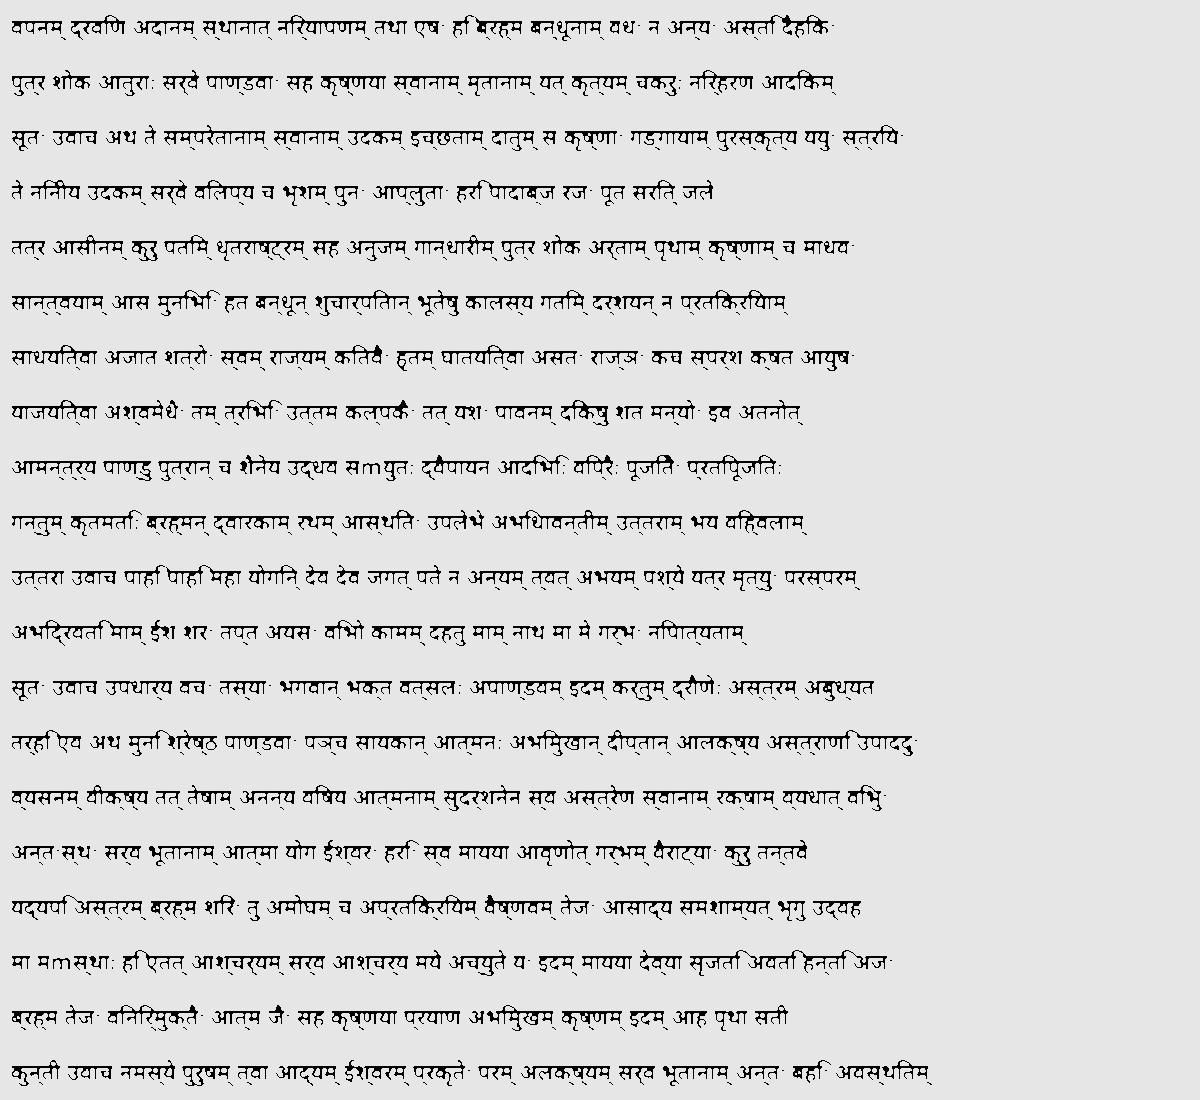 वपनम् द्रविण अदानम् स्थानात् निर्यापणम् तथा एषः हि ब्रह्म बन्धूनाम् वधः न अन्यः अस्ति दैहिकः
पुत्र शोक आतुराः सर्वे पाण्डवाः सह कृष्णया स्वानाम् मृतानाम् यत् कृत्यम् चक्रुः निर्हरण आदिकम्
सूतः उवाच अथ ते सम्परेतानाम् स्वानाम् उदकम् इच्छताम् दातुम् स कृष्णाः गङ्गायाम् पुरस्कृत्य ययुः स्त्रियः
ते निनीय उदकम् सर्वे विलप्य च भृशम् पुनः आप्लुताः हरि पादाब्ज रजः पूत सरित् जले
तत्र आसीनम् कुरु पतिम् धृतराष्ट्रम् सह अनुजम् गान्धारीम् पुत्र शोक अर्ताम् पृथाम् कृष्णाम् च माधवः
सान्त्वयाम् आस मुनिभिः हत बन्धून् शुचार्पितान् भूतेषु कालस्य गतिम् दर्शयन् न प्रतिक्रियाम्
साधयित्वा अजात शत्रोः स्वम् राज्यम् कितवैः हृतम् घातयित्वा असतः राज्ञः कच स्पर्श क्षत आयुषः
याजयित्वा अश्वमेधैः तम् त्रिभिः उत्तम कल्पकैः तत् यशः पावनम् दिक्षु शत मन्योः इव अतनोत्
आमन्त्र्य पाण्डु पुत्रान् च शैनेय उद्धव सmयुतः द्वैपायन आदिभिः विप्रैः पूजितैः प्रतिपूजितः
गन्तुम् कृतमतिः ब्रह्मन् द्वारकाम् रथम् आस्थितः उपलेभे अभिधावन्तीम् उत्तराम् भय विह्वलाम्
उत्तरा उवाच पाहि पाहि महा योगिन् देव देव जगत् पते न अन्यम् त्वत् अभयम् पश्ये यत्र मृत्युः परस्परम्
अभिद्रवति माम् ईश शरः तप्त अयसः विभो कामम् दहतु माम् नाथ मा मे गर्भः निपात्यताम्
सूतः उवाच उपधार्य वचः तस्याः भगवान् भक्त वत्सलः अपाण्डवम् इदम् कर्तुम् द्रौणेः अस्त्रम् अबुध्यत
तर्हि एव अथ मुनि श्रेष्ठ पाण्डवाः पञ्च सायकान् आत्मनः अभिमुखान् दीप्तान् आलक्ष्य अस्त्राणि उपाददुः
व्यसनम् वीक्ष्य तत् तेषाम् अनन्य विषय आत्मनाम् सुदर्शनेन स्व अस्त्रेण स्वानाम् रक्षाम् व्यधात् विभुः
अन्तःस्थः सर्व भूतानाम् आत्मा योग ईश्वरः हरिः स्व मायया आवृणोत् गर्भम् वैराट्याः कुरु तन्तवे
यद्यपि अस्त्रम् ब्रह्म शिरः तु अमोघम् च अप्रतिक्रियम् वैष्णवम् तेजः आसाद्य समशाम्यत् भृगु उद्वह
मा मmस्थाः हि एतत् आश्चर्यम् सर्व आश्चर्य मये अच्युते यः इदम् मायया देव्या सृजति अवति हन्ति अजः
ब्रह्म तेजः विनिर्मुक्तैः आत्म जैः सह कृष्णया प्रयाण अभिमुखम् कृष्णम् इदम् आह पृथा सती
कुन्ती उवाच नमस्ये पुरुषम् त्वा आद्यम् ईश्वरम् प्रकृतेः परम् अलक्ष्यम् सर्व भूतानाम् अन्तः बहिः अवस्थितम्